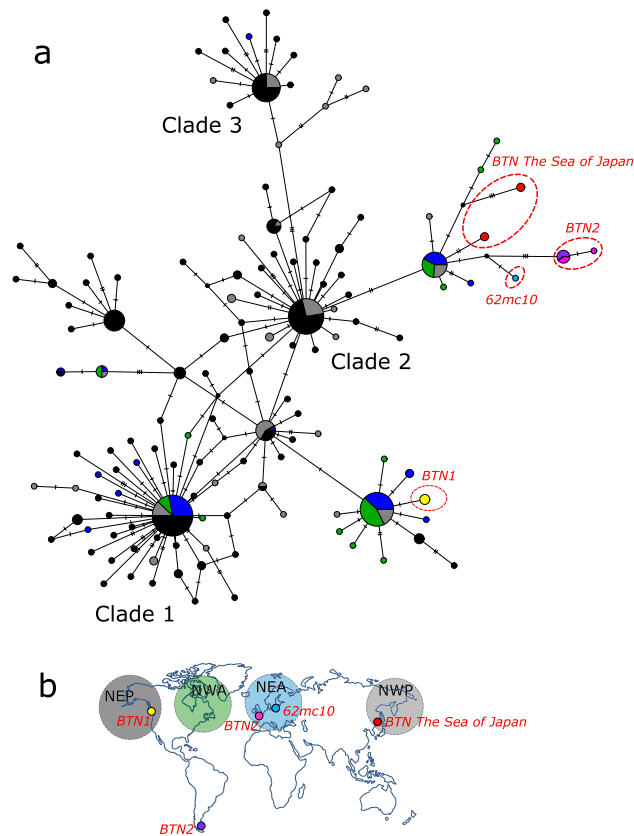 a
Clade 3
BTN The Sea of Japan
BTN2
62mc10
Clade 2
BTN1
Clade 1
b
NEP
NWA
NEA
NWP
BTN1
BTN2
62mc10
BTN The Sea of Japan
BTN2